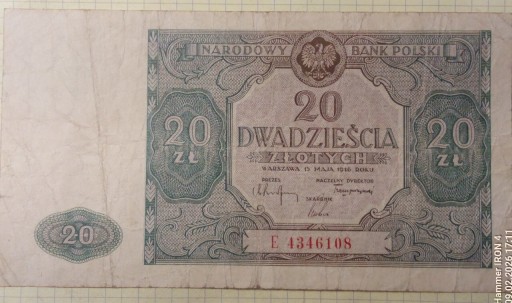 NARODOWY BANK POLSKI
20
DWADZIEŚCIA
ZŁOTYCH
WARSZAWA 15 MAJA 1946 ROKU
PREZES NACZELNY DYREKTOR
SKARBNIK
20 ZŁ
20 ZŁ
20
E 4346108
Hammer IRON 4
09.02.2026 17:11